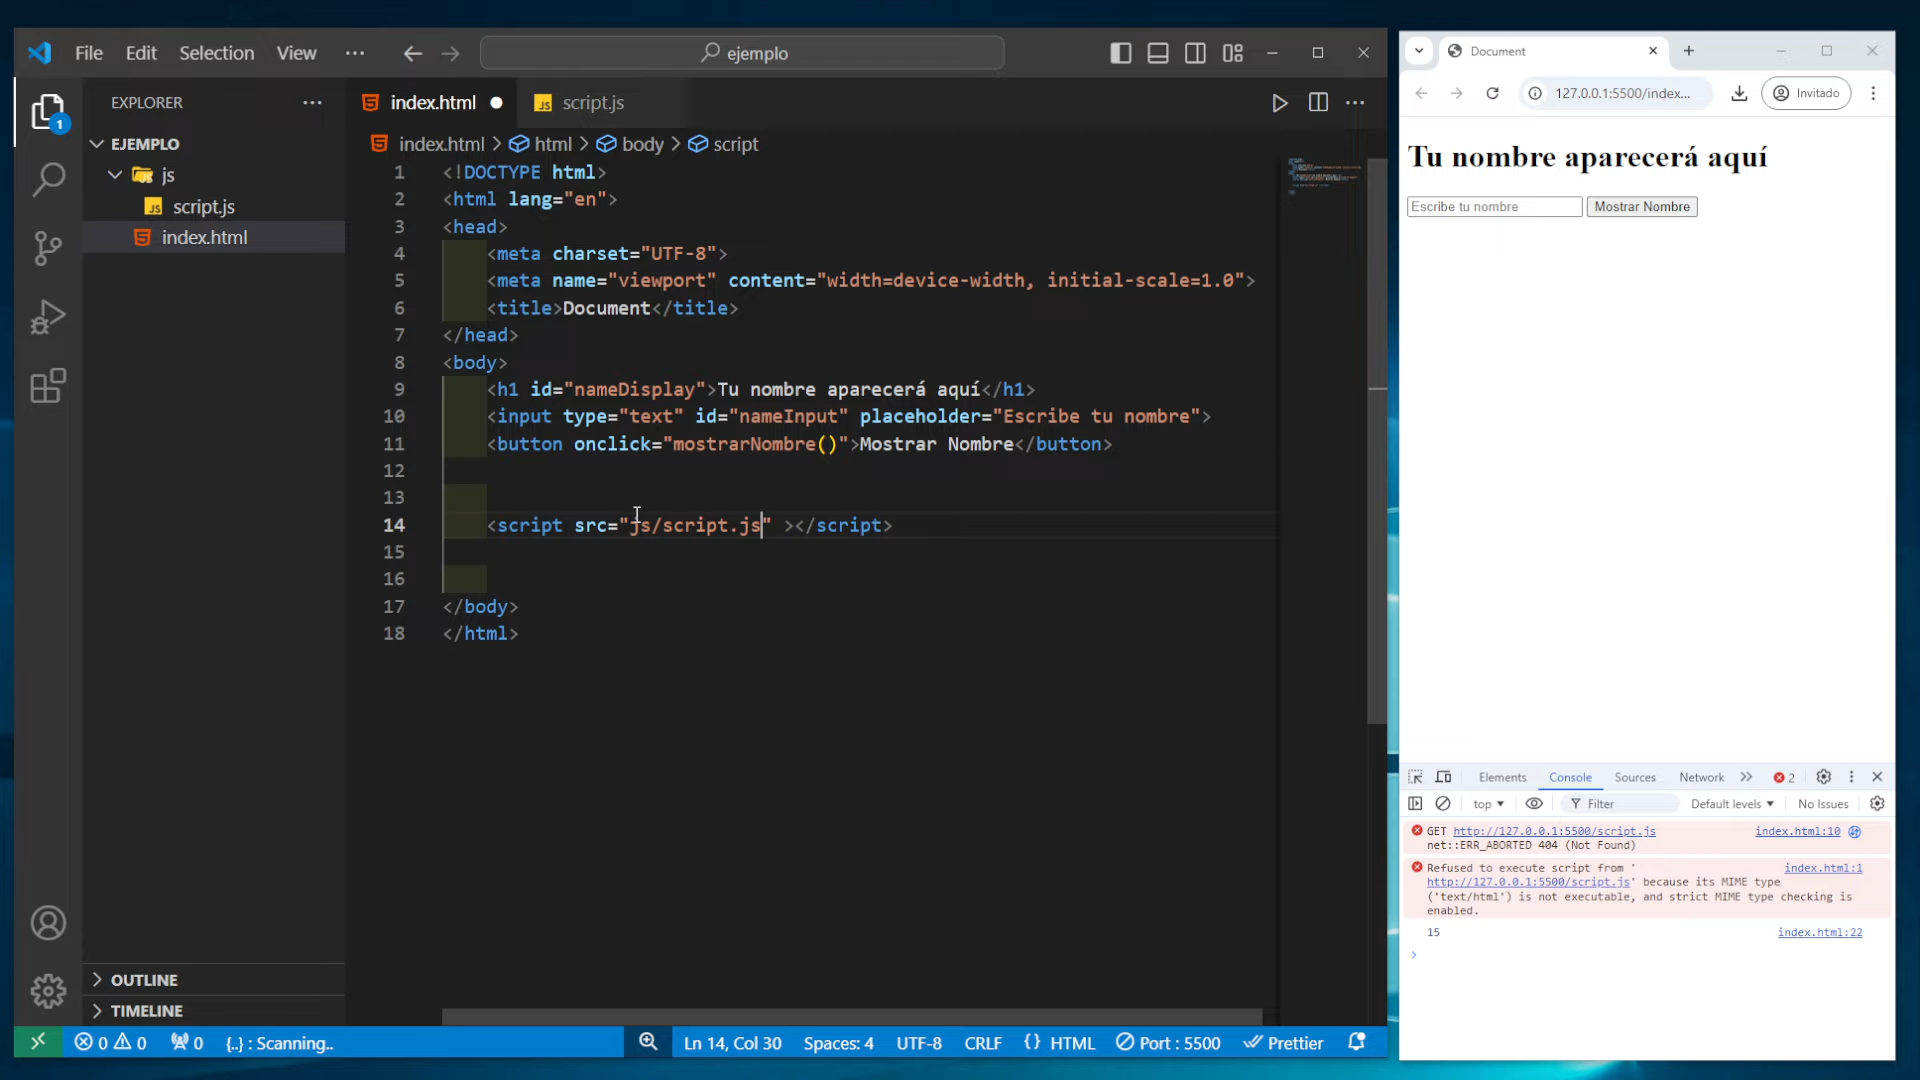 File Edit Selection View ejemplo
EXPLORER
EJEMPLO
js
script.js
index.html
OUTLINE
TIMELINE
index.html script.js
index.html > html > body > script
1 <!DOCTYPE html>
2 <html lang="en">
3 <head>
4 <meta charset="UTF-8">
5 <meta name="viewport" content="width=device-width, initial-scale=1.0">
6 <title>Document</title>
7 </head>
8 <body>
9 <h1 id="nameDisplay">Tu nombre aparecerá aquí</h1>
10 <input type="text" id="nameInput" placeholder="Escribe tu nombre">
11 <button onclick="mostrarNombre()">Mostrar Nombre</button>
12
13
14 <script src="js/script.js" ></script>
15
16
17 </body>
18 </html>
0 0 0 {..} : Scanning.. Ln 14, Col 30 Spaces: 4 UTF-8 CRLF {} HTML Port : 5500 Prettier
1
Document
127.0.0.1:5500/index... Invitado
Tu nombre aparecerá aquí
Escribe tu nombre Mostrar Nombre
Elements Console Sources Network 2
top Filter Default levels No Issues
GET http://127.0.0.1:5500/script.js index.html:10
net::ERR_ABORTED 404 (Not Found)
Refused to execute script from ' index.html:1
http://127.0.0.1:5500/script.js' because its MIME type
('text/html') is not executable, and strict MIME type checking is
enabled.
15 index.html:22